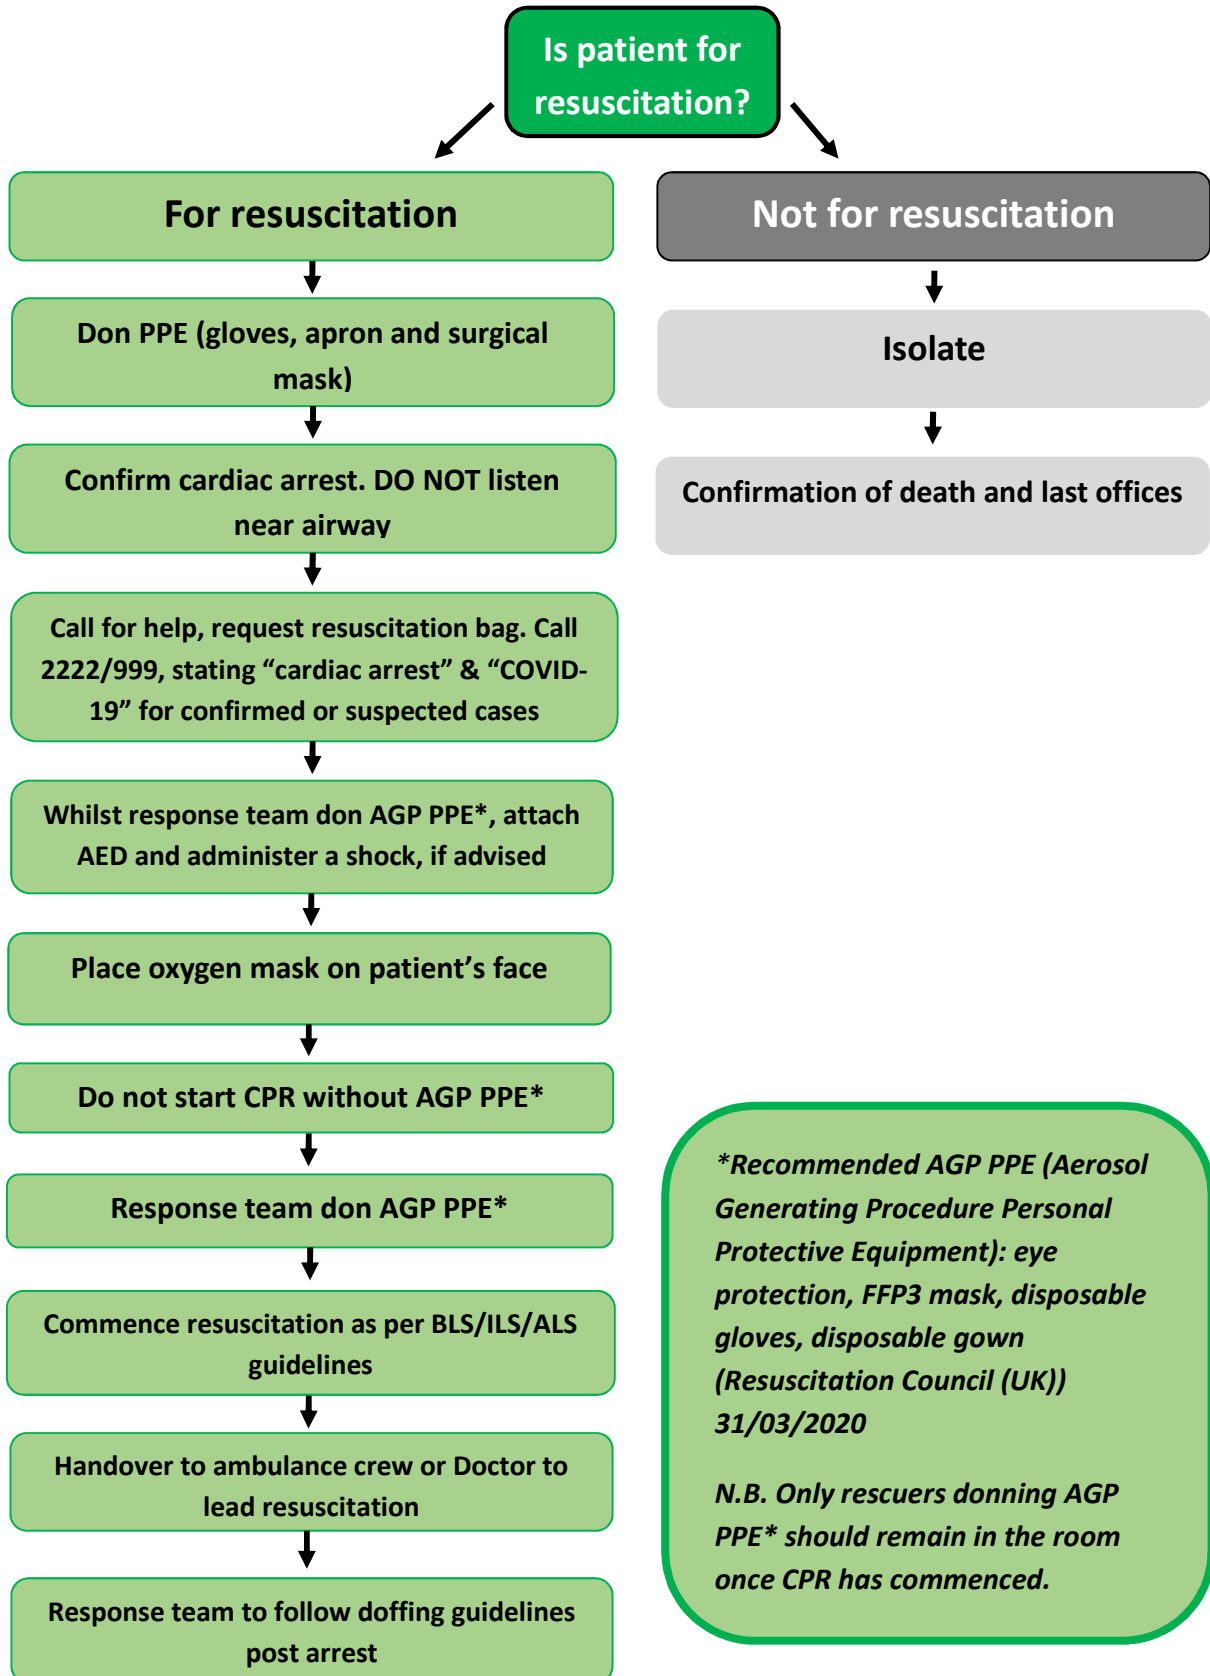 Is patient for
resuscitation?
For resuscitation
Not for resuscitation
Don PPE (gloves, apron and surgical
mask)
Isolate
Confirm cardiac arrest. DO NOT listen
near airway
Confirmation of death and last offices
Call for help, request resuscitation bag. Call
2222/999, stating “cardiac arrest” & “COVID-
19” for confirmed or suspected cases
Whilst response team don AGP PPE*, attach
AED and administer a shock, if advised
Place oxygen mask on patient’s face
Do not start CPR without AGP PPE*
Response team don AGP PPE*
Commence resuscitation as per BLS/ILS/ALS
guidelines
Handover to ambulance crew or Doctor to
lead resuscitation
Response team to follow doffing guidelines
post arrest
*Recommended AGP PPE (Aerosol
Generating Procedure Personal
Protective Equipment): eye
protection, FFP3 mask, disposable
gloves, disposable gown
(Resuscitation Council (UK))
31/03/2020
N.B. Only rescuers donning AGP
PPE* should remain in the room
once CPR has commenced.